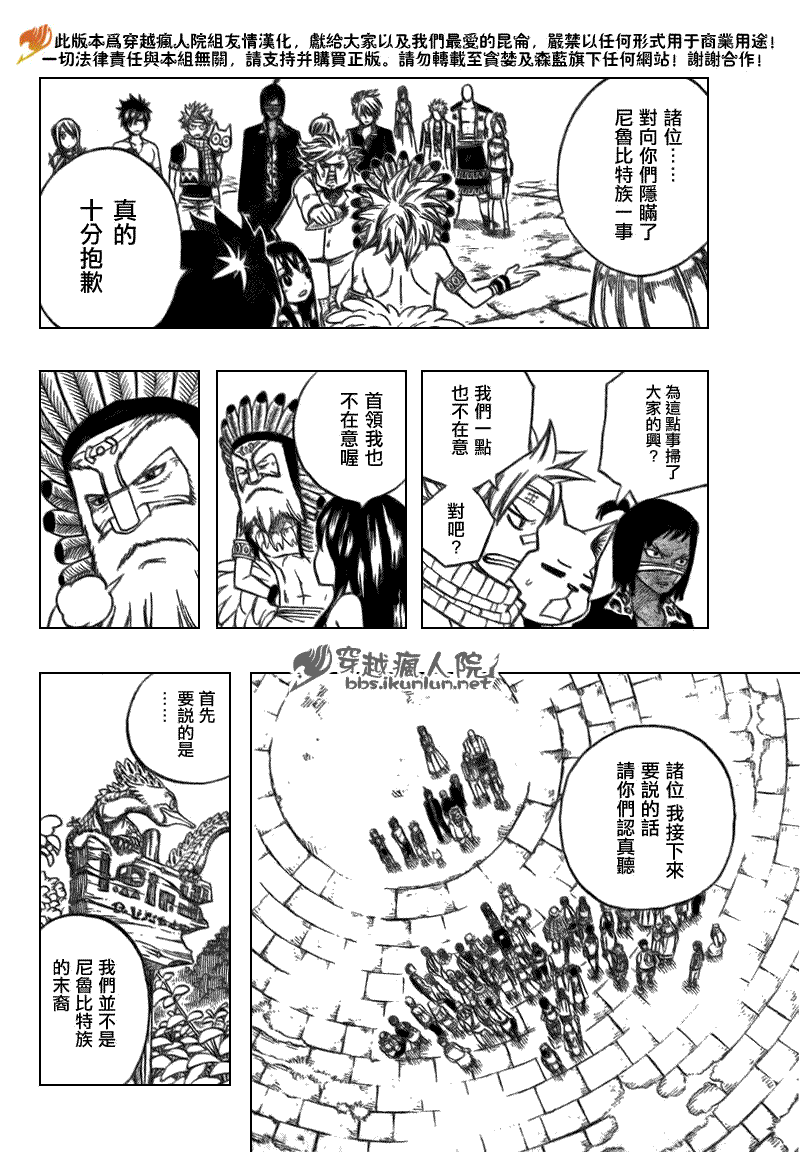 此版本爲穿越瘋人院組友情漢化，獻給大家以及我們最愛的昆侖，嚴禁以任何形式用于商業用途！
一切法律責任與本組無關，請支持并購買正版。請勿轉載至貪婪及森藍旗下任何網站！謝謝合作！
諸位……
對向你們隱瞞了
尼魯比特族一事
真的
十分抱歉
為這點事掃了
大家的興？
我們一點
也不在意
對吧？
首領我也
不在意喔
穿越瘋人院
bbs.ikunlun.net
諸位 我接下來
要説的話
請你們認真聽
首先
要説的是
……
我們並不是
尼魯比特族
的末裔